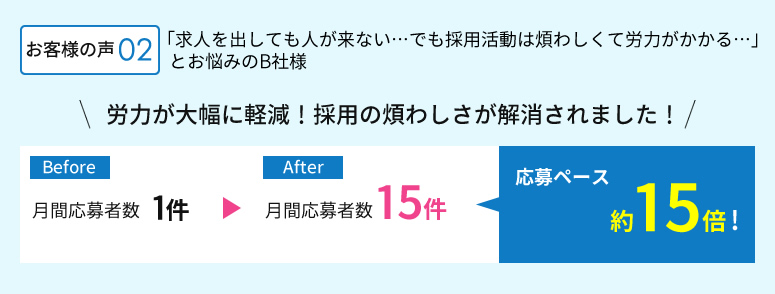 お客様の声02
「求人を出しても人が来ない…でも採用活動は煩わしくて労力がかかる…」
とお悩みのB社様
\ 労力が大幅に軽減！採用の煩わしさが解消されました！ /
Before
月間応募者数 1件
After
月間応募者数15件
応募ペース
約15倍！